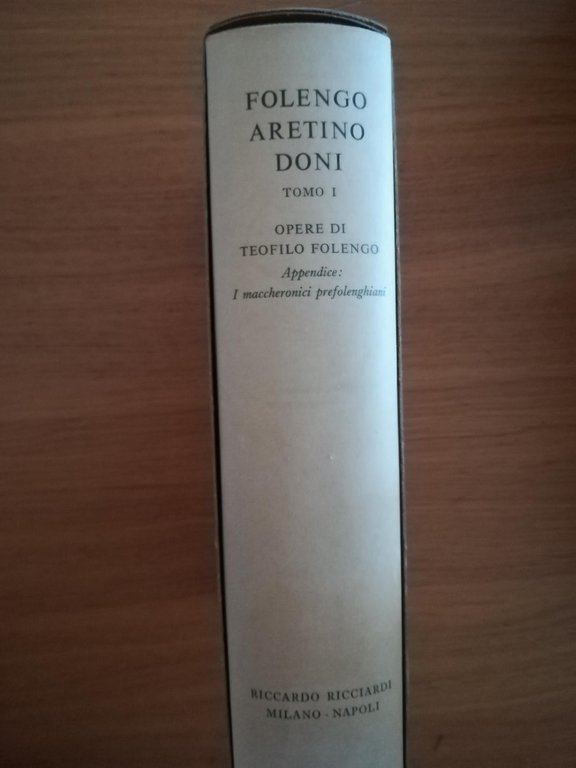 FOLENGO
ARETINO
DONI
TOMO I
OPERE DI
TEOFILO FOLENGO
Appendice:
I maccheronici prefolenghiani
RICCARDO RICCIARDI
MILANO · NAPOLI